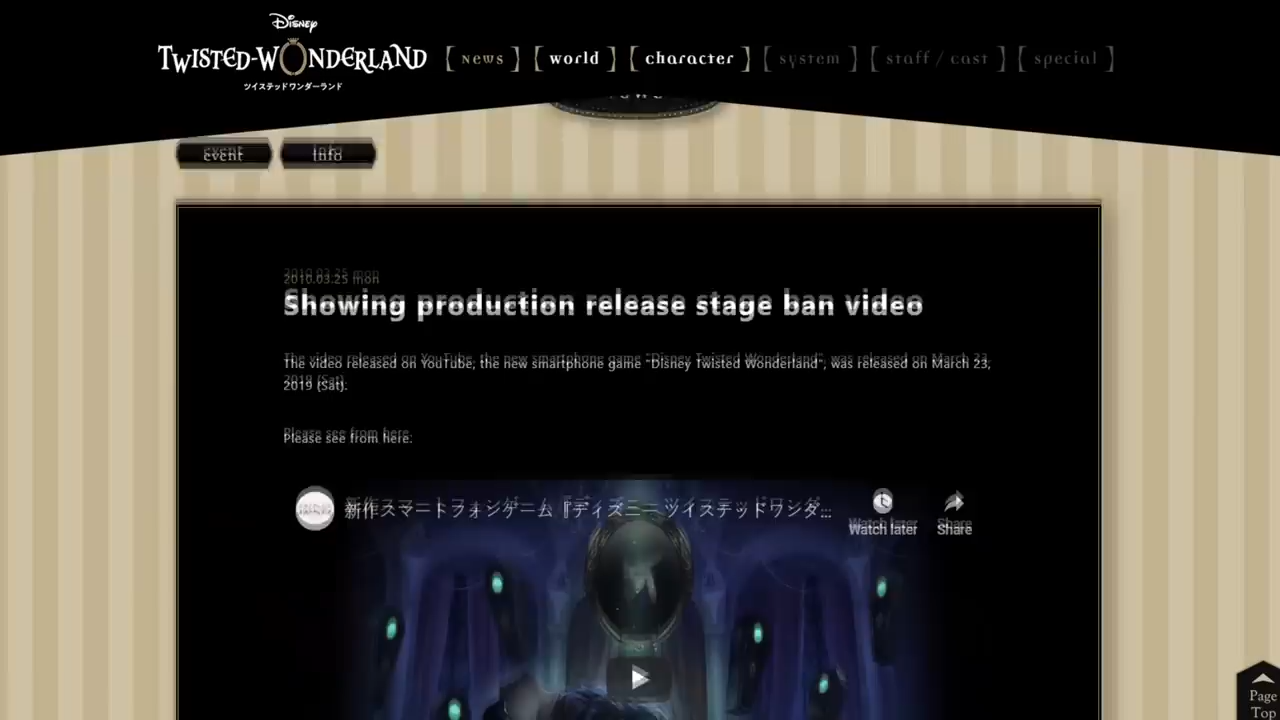 Disney
TWISTED-WONDERLAND
ツイステッドワンダーランド
news
world
character
system
staff / cast
special
event
info
2010.03.25 mon
Showing production release stage ban video
The video released on YouTube, the new smartphone game "Disney Twisted Wonderland", was released on March 23,
2019 (Sat).
Please see from here.
新作スマートフォンゲーム『ディズニー ツイステッドワンダ...
Watch later
Share
Page
Top